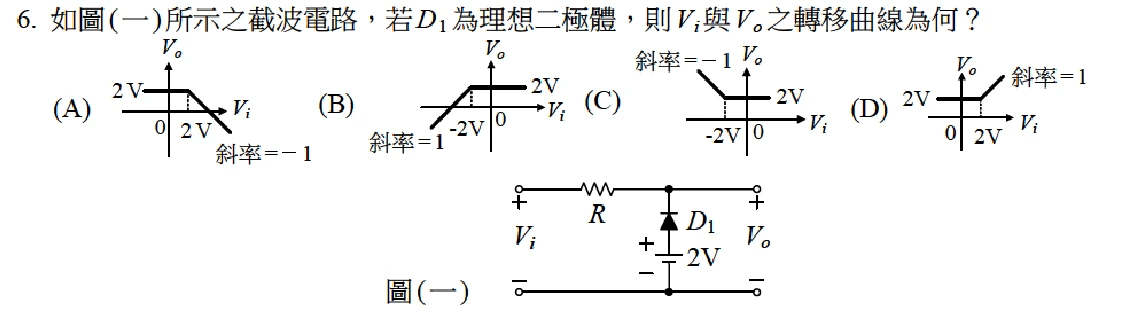 6. 如圖(一)所示之截波電路，若D₁為理想二極體，則Vᵢ與Vₒ之轉移曲線為何？
(A) Vₒ 2V 0 2V Vᵢ 斜率=－1
(B) Vₒ 2V Vᵢ -2V 0 斜率=1
(C) 斜率=－1 Vₒ 2V -2V 0 Vᵢ
(D) Vₒ 2V 斜率=1 0 2V Vᵢ
+ R +
Vᵢ D₁ Vₒ
+ 2V
－ － －
圖(一)